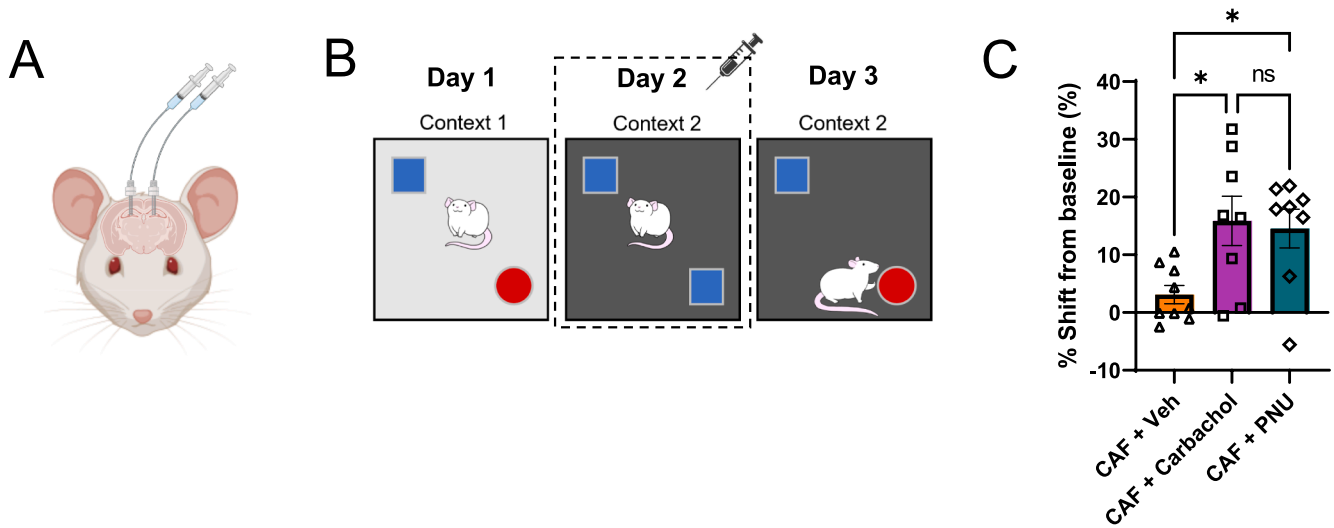 A
B
Day 1
Day 2
Day 3
Context 1
Context 2
Context 2
C
% Shift from baseline (%)
40
30
20
10
0
-10
*
*
ns
CAF + Veh
CAF + Carbachol
CAF + PNU